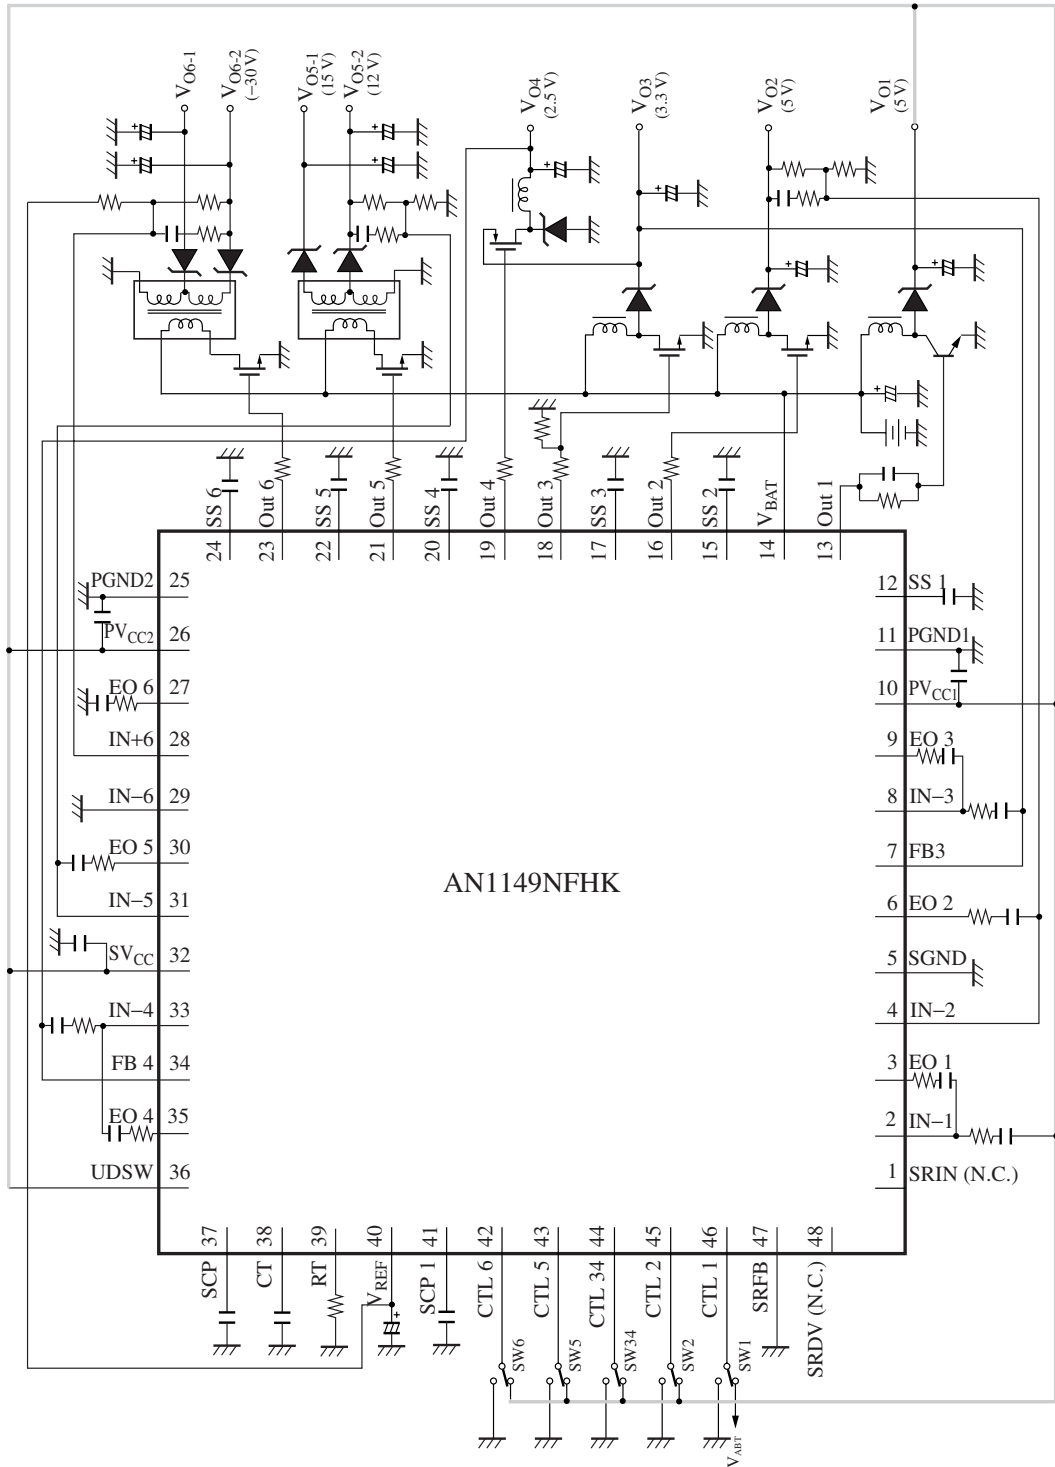 VO6-1
VO6-2
(−30 V)
VO5-1
(15 V)
VO5-2
(12 V)
VO4
(2.5 V)
VO3
(3.3 V)
VO2
(5 V)
VO1
(5 V)
+
+
+
+
+
+
+
+
+
SS 6
Out 6
SS 5
Out 5
SS 4
Out 4
Out 3
SS 3
Out 2
SS 2
VBAT
Out 1
24
23
22
21
20
19
18
17
16
15
14
13
PGND2 25
PVCC2 26
EO 6 27
IN+6 28
IN−6 29
EO 5 30
IN−5 31
SVCC 32
IN−4 33
FB 4 34
EO 4 35
UDSW 36
AN1149NFHK
12 SS 1
11 PGND1
10 PVCC1
9 EO 3
8 IN−3
7 FB3
6 EO 2
5 SGND
4 IN−2
3 EO 1
2 IN−1
1 SRIN (N.C.)
37
38
39
40
41
42
43
44
45
46
47
48
SCP
CT
RT
VREF
SCP 1
CTL 6
CTL 5
CTL 34
CTL 2
CTL 1
SRFB
SRDV (N.C.)
+
SW6
SW5
SW34
SW2
SW1
VABT